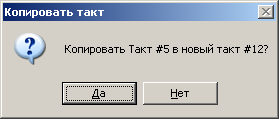 Копировать такт
Копировать Такт #5 в новый такт #12?
Да
Нет